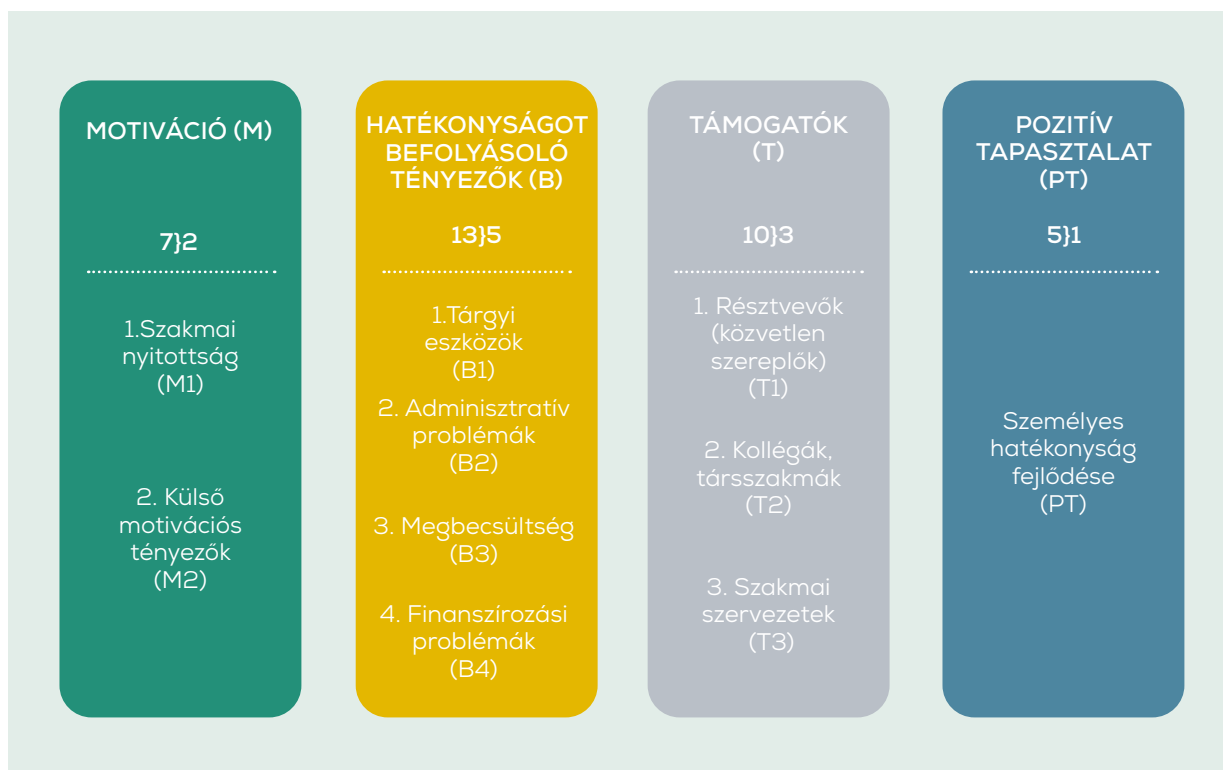 MOTIVÁCIÓ (M)
7}2
1.Szakmai
nyitottság
(M1)
2. Külső
motivációs
tényezők
(M2)
HATÉKONYSÁGOT
BEFOLYÁSOLÓ
TÉNYEZŐK (B)
13}5
1.Tárgyi
eszközök
(B1)
2. Adminisztratív
problémák
(B2)
3. Megbecsültség
(B3)
4. Finanszírozási
problémák
(B4)
TÁMOGATÓK
(T)
10}3
1. Résztvevők
(közvetlen
szereplők)
(T1)
2. Kollégák,
társszakmák
(T2)
3. Szakmai
szervezetek
(T3)
POZITÍV
TAPASZTALAT
(PT)
5}1
Személyes
hatékonyság
fejlődése
(PT)